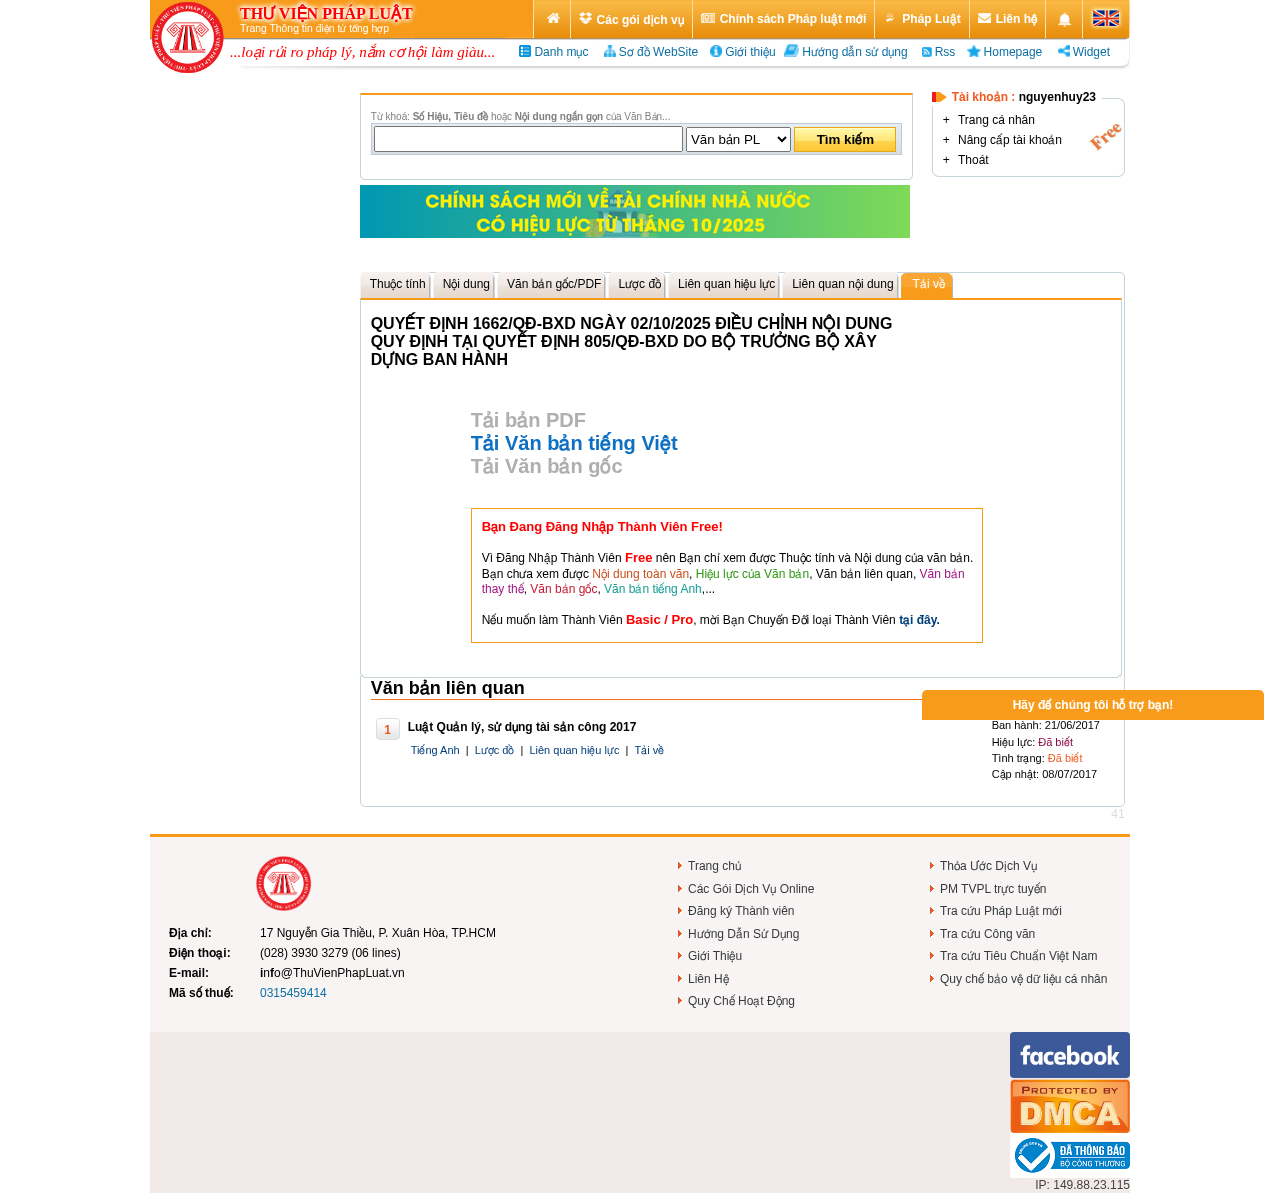 THƯ VIỆN PHÁP LUẬT
Trang Thông tin điện tử tổng hợp
Các gói dịch vụ
Chính sách Pháp luật mới
Pháp Luật
Liên hệ
...loại rủi ro pháp lý, nắm cơ hội làm giàu...
Danh mục
Sơ đồ WebSite
Giới thiệu
Hướng dẫn sử dụng
Rss
Homepage
Widget
Từ khoá: Số Hiệu, Tiêu đề hoặc Nội dung ngắn gọn của Văn Bản...
Văn bản PL
Tìm kiếm
Tài khoản : nguyenhuy23
+ Trang cá nhân
+ Nâng cấp tài khoản
+ Thoát
Free
CHÍNH SÁCH MỚI VỀ TÀI CHÍNH NHÀ NƯỚC
CÓ HIỆU LỰC TỪ THÁNG 10/2025
Thuộc tính
Nội dung
Văn bản gốc/PDF
Lược đồ
Liên quan hiệu lực
Liên quan nội dung
Tải về
QUYẾT ĐỊNH 1662/QĐ-BXD NGÀY 02/10/2025 ĐIỀU CHỈNH NỘI DUNG
QUY ĐỊNH TẠI QUYẾT ĐỊNH 805/QĐ-BXD DO BỘ TRƯỞNG BỘ XÂY
DỰNG BAN HÀNH
Tải bản PDF
Tải Văn bản tiếng Việt
Tải Văn bản gốc
Bạn Đang Đăng Nhập Thành Viên Free!
Vì Đăng Nhập Thành Viên Free nên Bạn chỉ xem được Thuộc tính và Nội dung của văn bản.
Bạn chưa xem được Nội dung toàn văn, Hiệu lực của Văn bản, Văn bản liên quan, Văn bản
thay thế, Văn bản gốc, Văn bản tiếng Anh,...
Nếu muốn làm Thành Viên Basic / Pro, mời Bạn Chuyển Đổi loại Thành Viên tại đây.
Văn bản liên quan
Hãy để chúng tôi hỗ trợ bạn!
1
Luật Quản lý, sử dụng tài sản công 2017
Tiếng Anh | Lược đồ | Liên quan hiệu lực | Tải về
Ban hành: 21/06/2017
Hiệu lực: Đã biết
Tình trạng: Đã biết
Cập nhật: 08/07/2017
41
Địa chỉ: 17 Nguyễn Gia Thiều, P. Xuân Hòa, TP.HCM
Điện thoại: (028) 3930 3279 (06 lines)
E-mail: info@ThuVienPhapLuat.vn
Mã số thuế: 0315459414
Trang chủ
Các Gói Dịch Vụ Online
Đăng ký Thành viên
Hướng Dẫn Sử Dụng
Giới Thiệu
Liên Hệ
Quy Chế Hoạt Động
Thỏa Ước Dịch Vụ
PM TVPL trực tuyến
Tra cứu Pháp Luật mới
Tra cứu Công văn
Tra cứu Tiêu Chuẩn Việt Nam
Quy chế bảo vệ dữ liệu cá nhân
facebook
PROTECTED BY
DMCA
ĐÃ THÔNG BÁO
BỘ CÔNG THƯƠNG
IP: 149.88.23.115